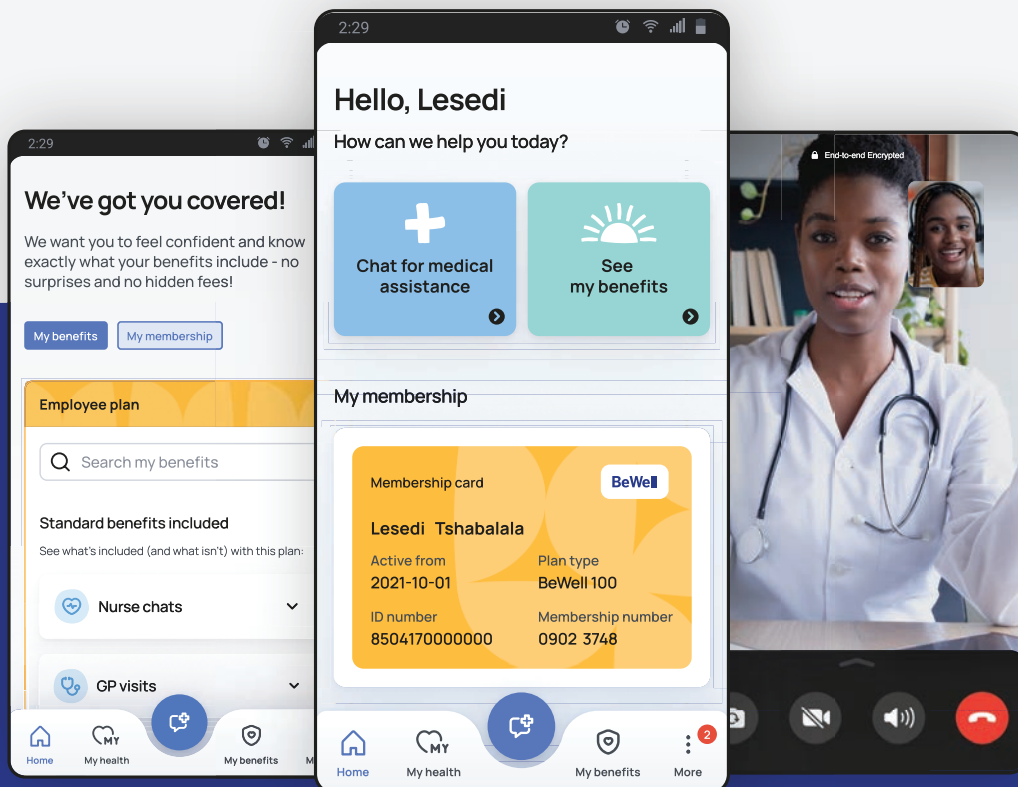 2:29
We've got you covered!
We want you to feel confident and know
exactly what your benefits include - no
surprises and no hidden fees!
My benefits
My membership
Employee plan
Search my benefits
Standard benefits included
See what's included (and what isn't) with this plan:
Nurse chats
GP visits
Home
My health
My benefits
M
2:29
Hello, Lesedi
How can we help you today?
Chat for medical
assistance
See
my benefits
My membership
Membership card
BeWell
Lesedi Tshabalala
Active from
Plan type
2021-10-01
BeWell 100
ID number
Membership number
8504170000000
0902 3748
MY
Home
My health
My benefits
More
2
End-to-end Encrypted
MY